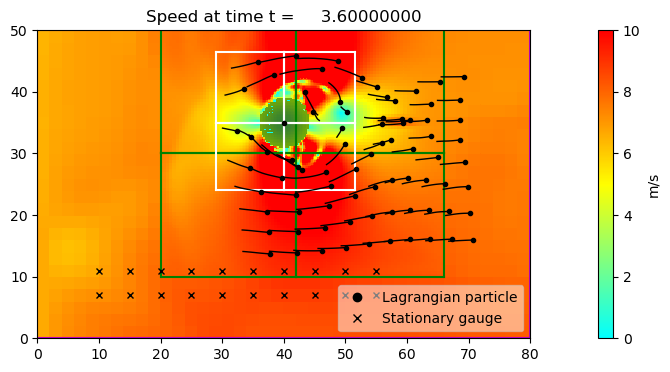 Speed at time t = 3.60000000
50
40
30
20
10
0
0 10 20 30 40 50 60 70 80
Lagrangian particle
Stationary gauge
10
8
6
4
2
0
m/s